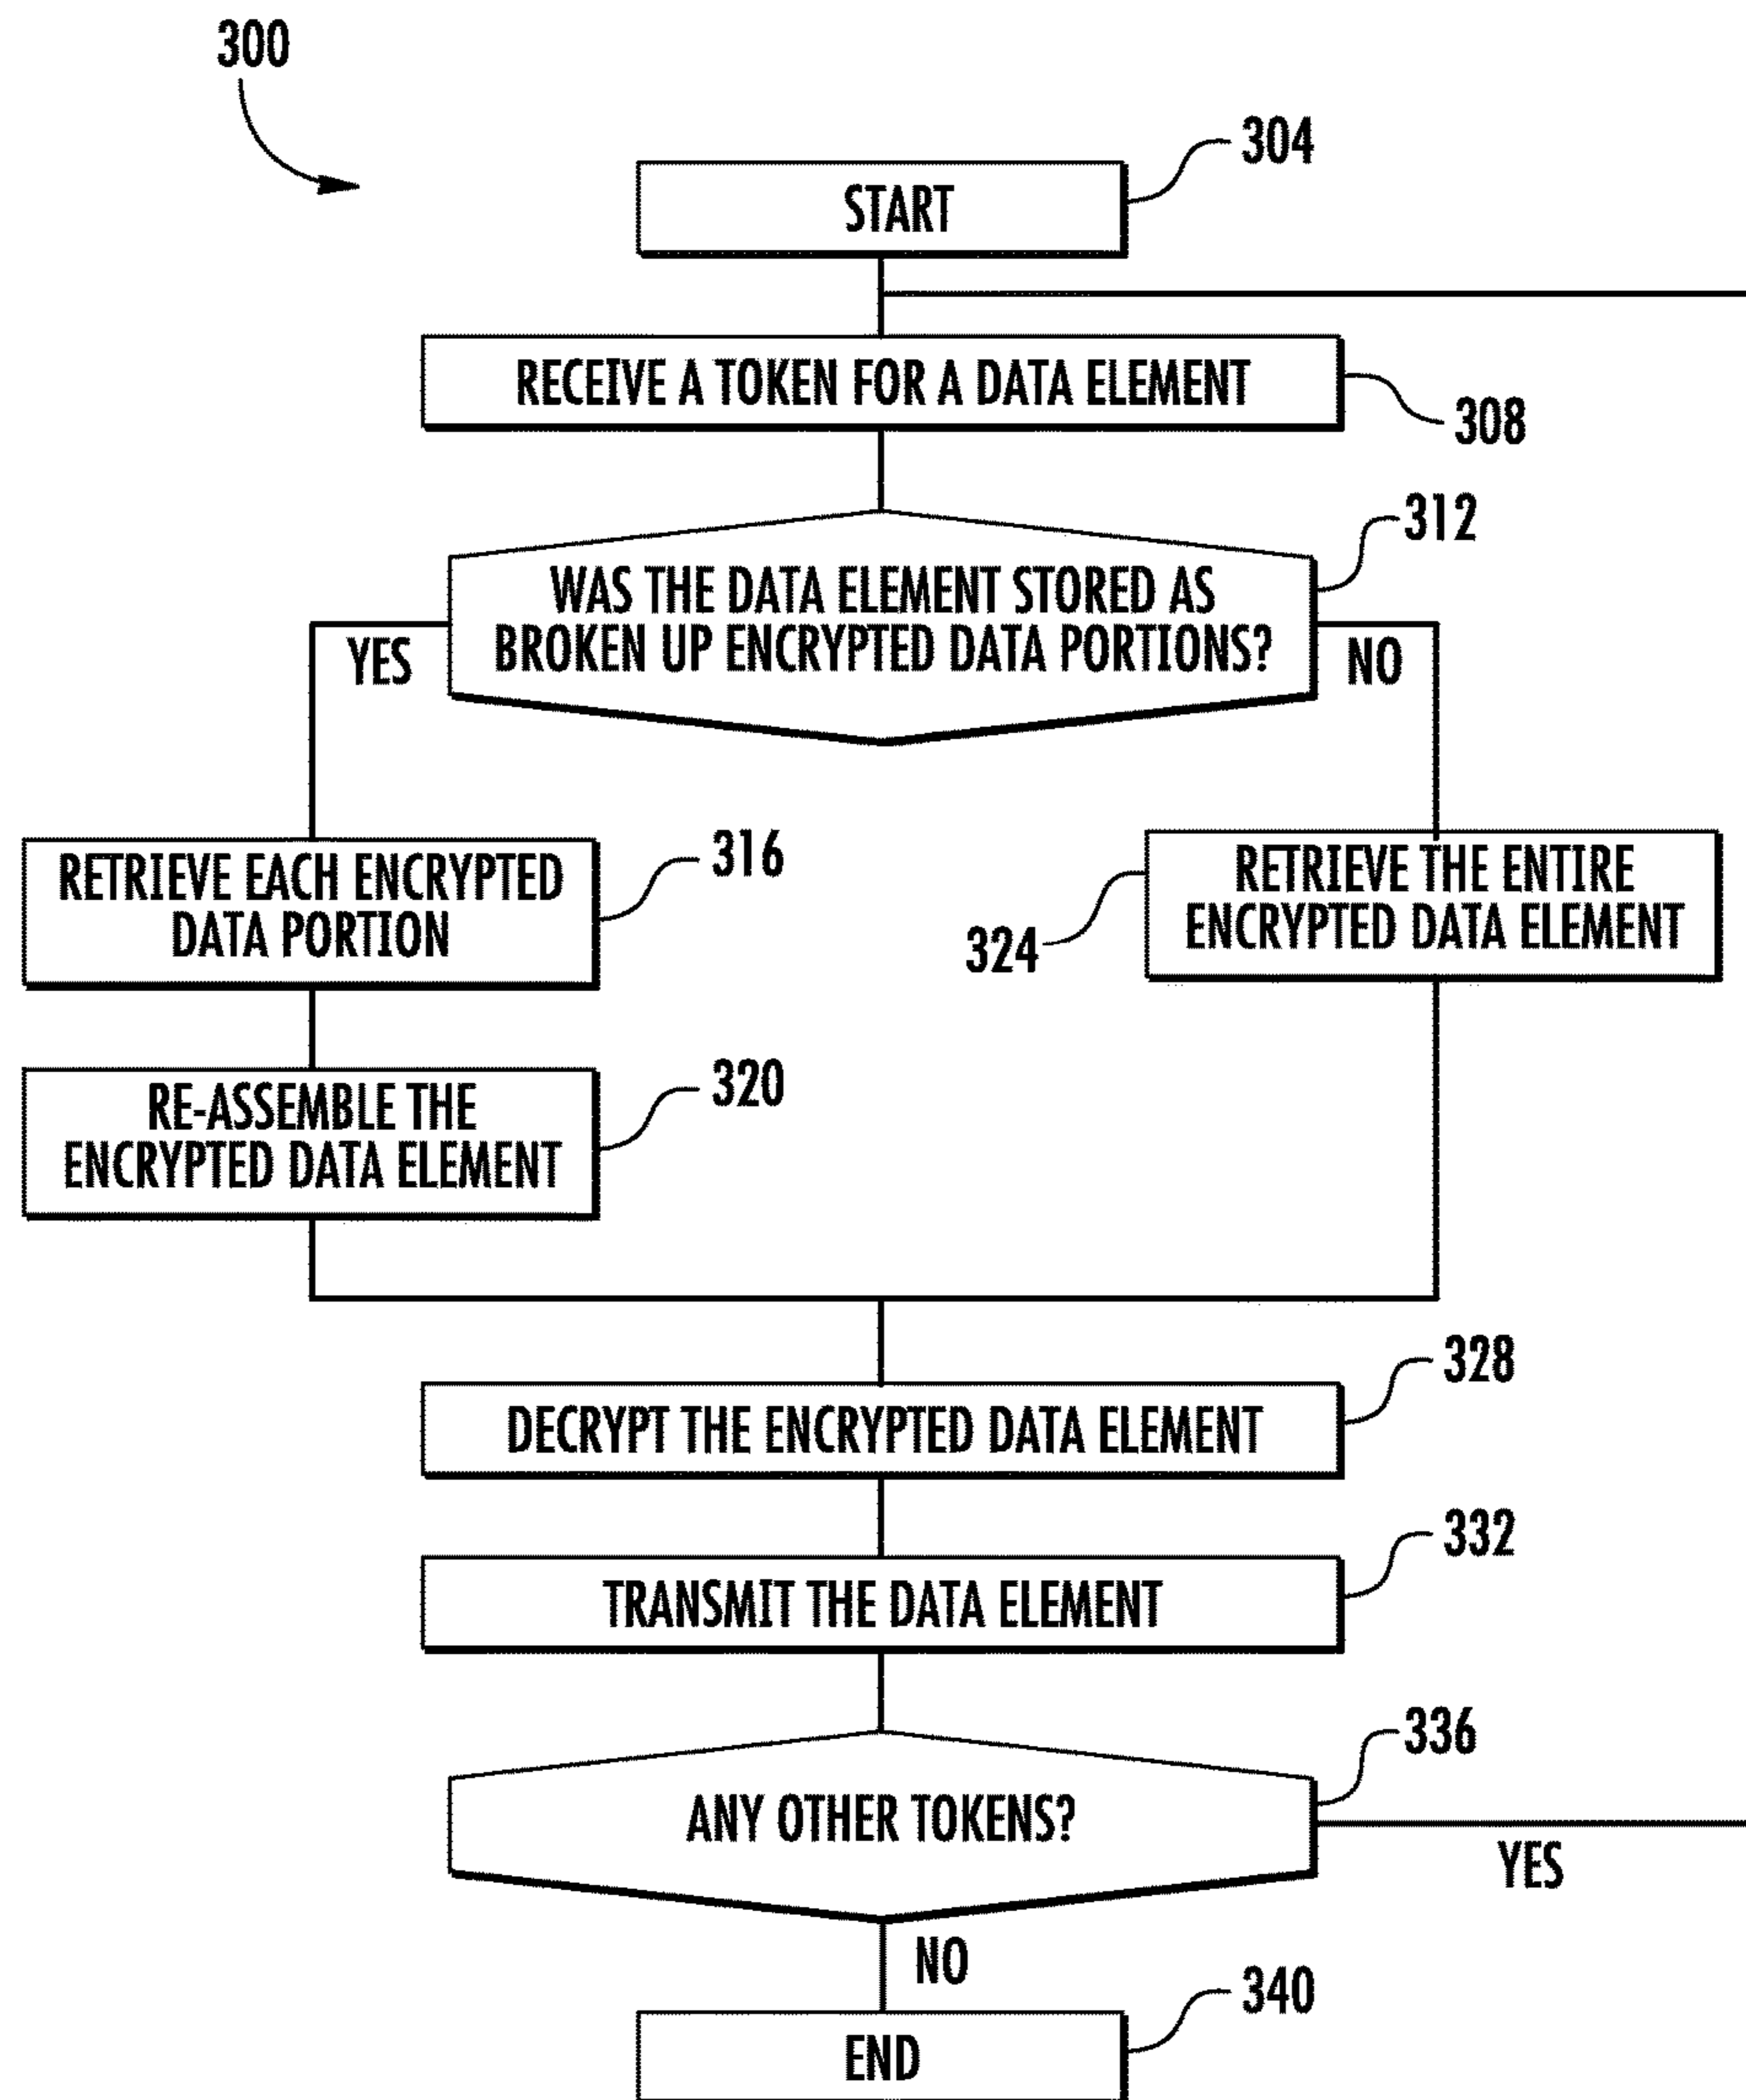 300
304
START
RECEIVE A TOKEN FOR A DATA ELEMENT
308
312
WAS THE DATA ELEMENT STORED AS
BROKEN UP ENCRYPTED DATA PORTIONS?
YES
NO
RETRIEVE EACH ENCRYPTED
DATA PORTION
316
RETRIEVE THE ENTIRE
ENCRYPTED DATA ELEMENT
324
RE-ASSEMBLE THE
ENCRYPTED DATA ELEMENT
320
328
DECRYPT THE ENCRYPTED DATA ELEMENT
332
TRANSMIT THE DATA ELEMENT
336
ANY OTHER TOKENS?
YES
NO
340
END